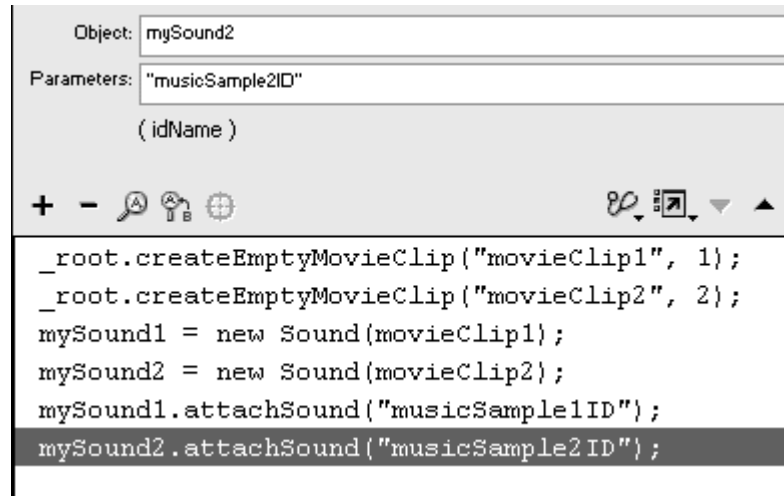 Object: mySound2
Parameters: "musicSample2ID"
( idName )
_root.createEmptyMovieClip("movieClip1", 1);
_root.createEmptyMovieClip("movieClip2", 2);
mySound1 = new Sound(movieClip1);
mySound2 = new Sound(movieClip2);
mySound1.attachSound("musicSample1ID");
mySound2.attachSound("musicSample2ID");